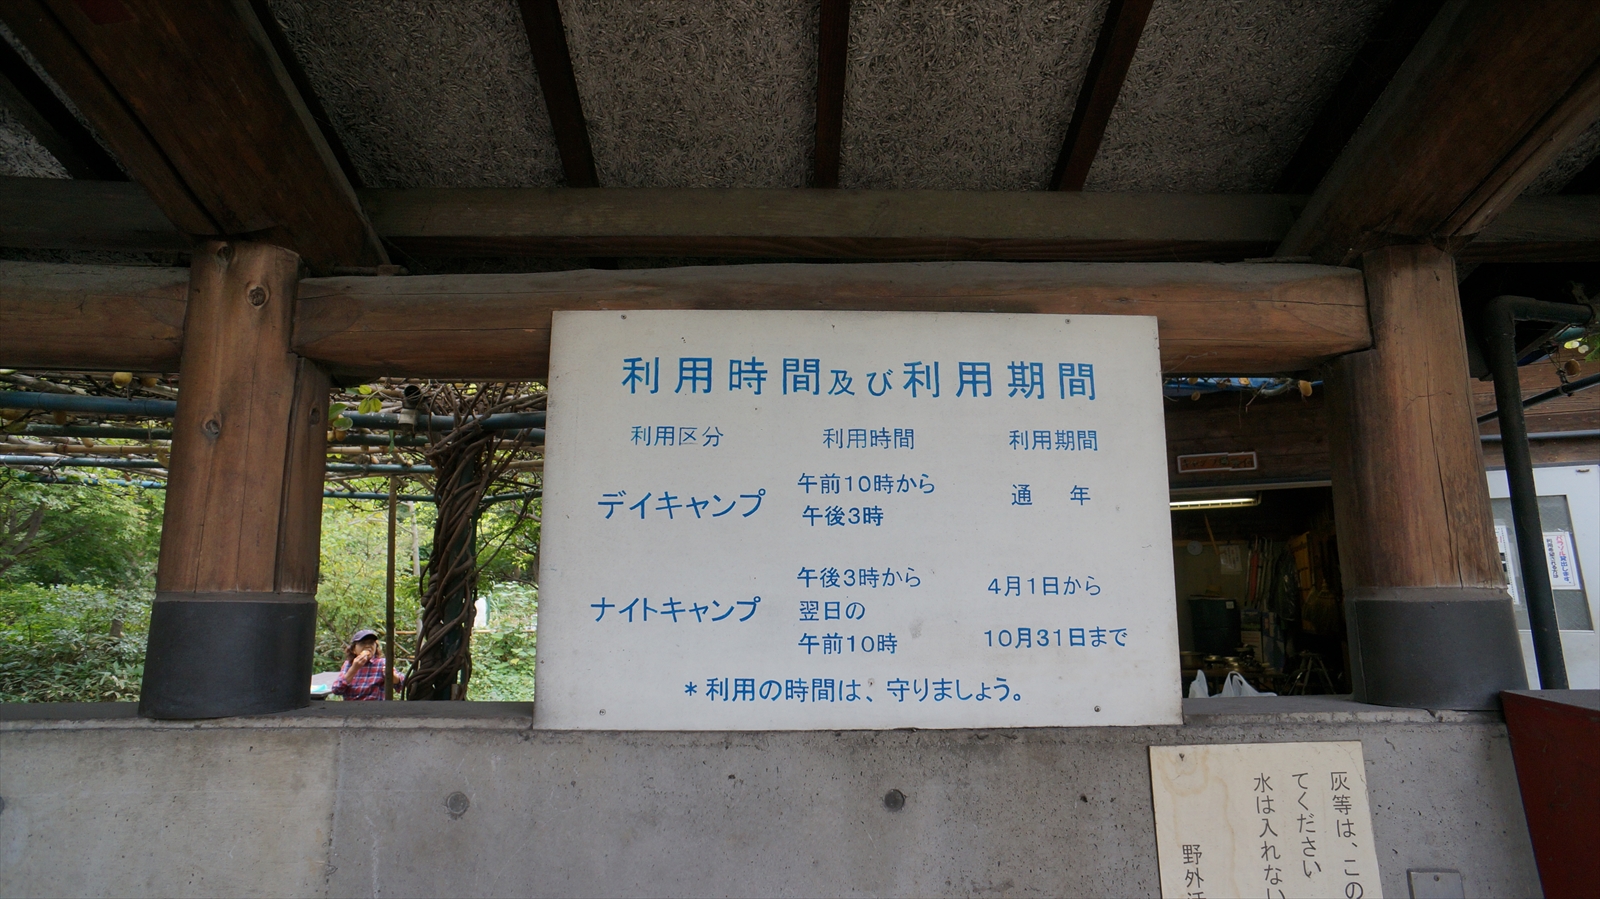 利用時間及び利用期間
利用区分 利用時間 利用期間
デイキャンプ 午前10時から 通 年
午後3時
ナイトキャンプ 午後3時から 4月1日から
翌日の
午前10時 10月31日まで
*利用の時間は、守りましょう。
灰等は、この
てください
水は入れない
野外活